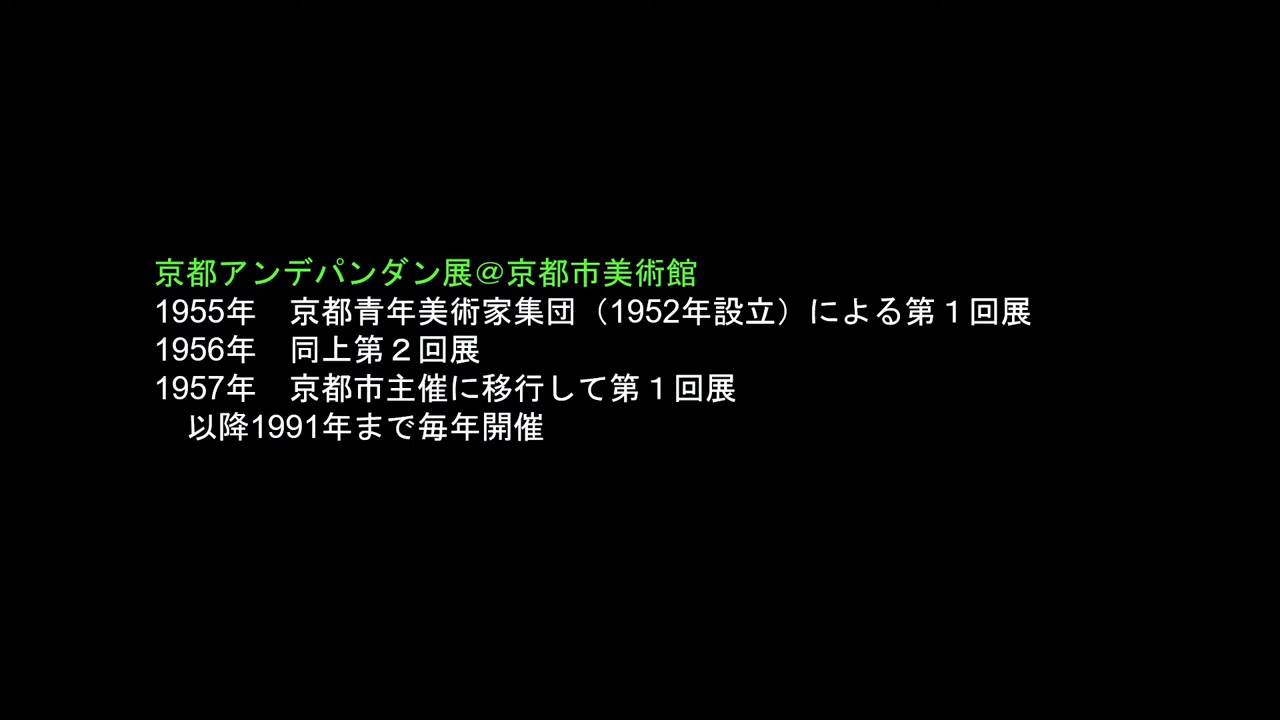 京都アンデパンダン展＠京都市美術館
1955年　京都青年美術家集団（1952年設立）による第１回展
1956年　同上第２回展
1957年　京都市主催に移行して第１回展
　以降1991年まで毎年開催